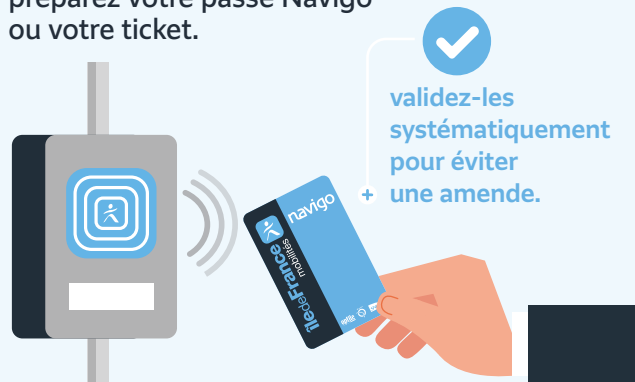 préparez votre passe Navigo
ou votre ticket.
validez-les
systématiquement
pour éviter
une amende.
navigo
îledeFrance
mobilités